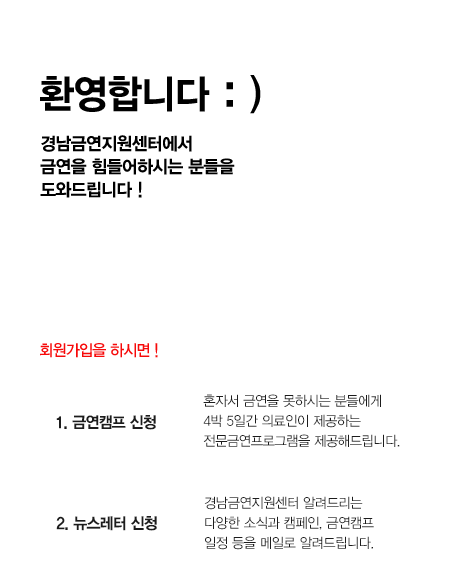 환영합니다 : )
경남금연지원센터에서
금연을 힘들어하시는 분들을
도와드립니다 !
회원가입을 하시면 !
1. 금연캠프 신청
혼자서 금연을 못하시는 분들에게
4박 5일간 의료인이 제공하는
전문금연프로그램을 제공해드립니다.
2. 뉴스레터 신청
경남금연지원센터 알려드리는
다양한 소식과 캠페인, 금연캠프
일정 등을 메일로 알려드립니다.